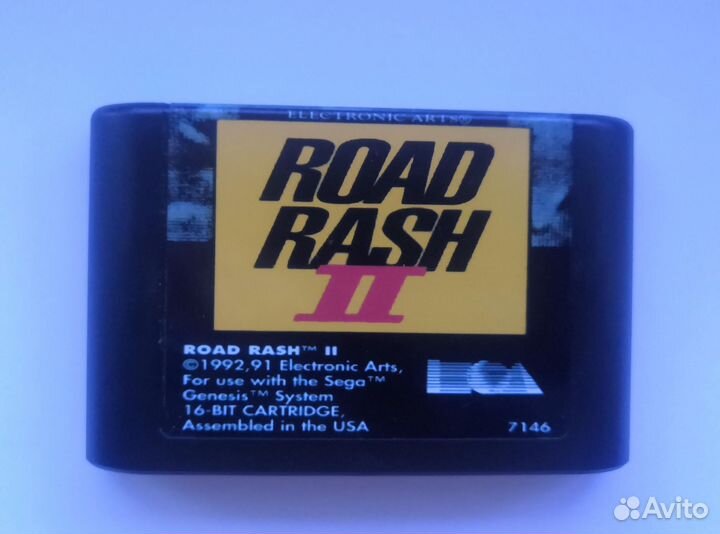 ELECTRONIC ARTS®
ROAD
RASH
II
ROAD RASH™ II
©1992,91 Electronic Arts,
For use with the Sega™
Genesis™ System
16-BIT CARTRIDGE,
Assembled in the USA
7146
Avito